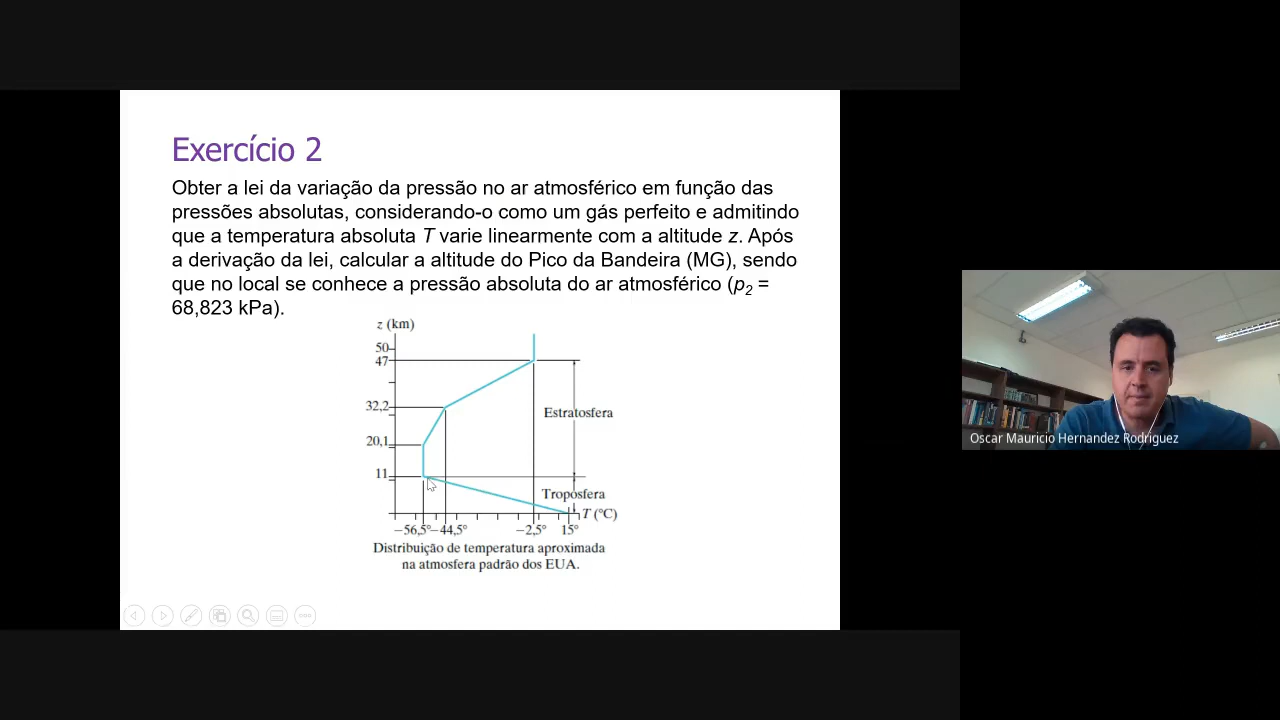 Exercício 2
Obter a lei da variação da pressão no ar atmosférico em função das
pressões absolutas, considerando-o como um gás perfeito e admitindo
que a temperatura absoluta T varie linearmente com a altitude z. Após
a derivação da lei, calcular a altitude do Pico da Bandeira (MG), sendo
que no local se conhece a pressão absoluta do ar atmosférico (p2 =
68,823 kPa).
z (km)
50
47
32,2
Estratosfera
20,1
11
Troposfera
T (°C)
−56,5° −44,5° −2,5° 15°
Distribuição de temperatura aproximada
na atmosfera padrão dos EUA.
Oscar Mauricio Hernandez Rodriguez